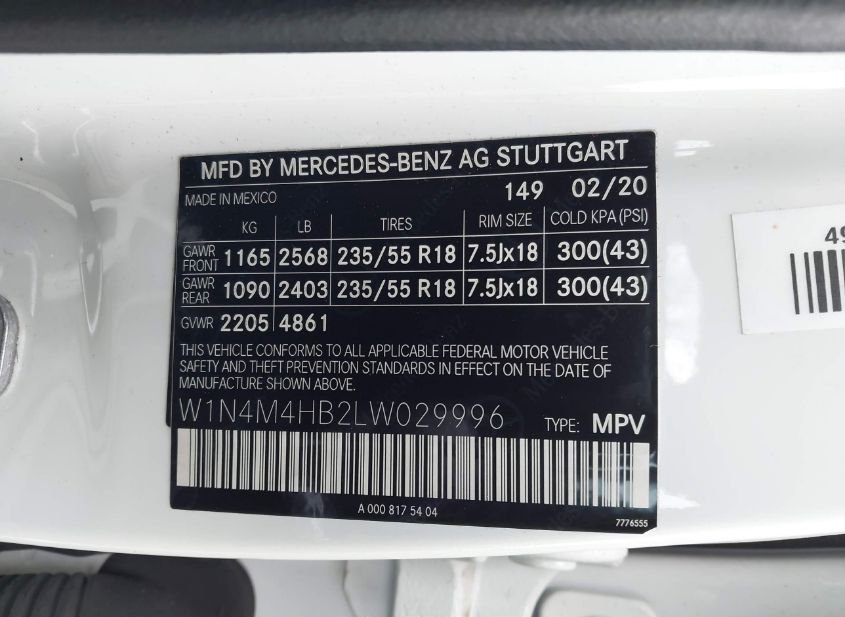 MFD BY MERCEDES-BENZ AG STUTTGART
MADE IN MEXICO 149 02/20
KG LB TIRES RIM SIZE COLD KPA (PSI)
GAWR FRONT 1165 2568 235/55 R18 7.5Jx18 300(43)
GAWR REAR 1090 2403 235/55 R18 7.5Jx18 300(43)
GVWR 2205 4861
THIS VEHICLE CONFORMS TO ALL APPLICABLE FEDERAL MOTOR VEHICLE
SAFETY AND THEFT PREVENTION STANDARDS IN EFFECT ON THE DATE OF
MANUFACTURE SHOWN ABOVE.
W1N4M4HB2LW029996 TYPE: MPV
A 000 817 54 04
7776555
49